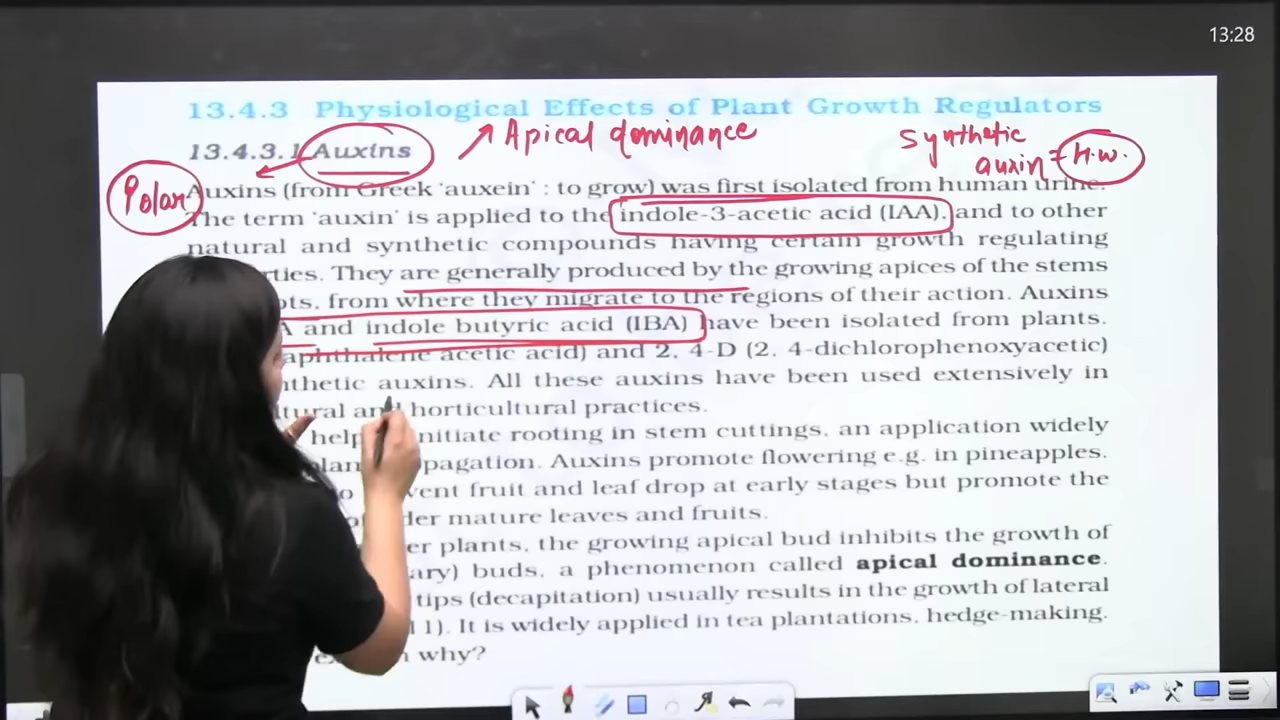 13:28
13.4.3 Physiological Effects of Plant Growth Regulators
Apical dominance
Synthetic
13.4.3.1 Auxins
auxin = H.W.
Polar
Auxins (from Greek 'auxein' : to grow) was first isolated from human urine.
The term 'auxin' is applied to the indole-3-acetic acid (IAA), and to other
natural and synthetic compounds having certain growth regulating
rties. They are generally produced by the growing apices of the stems
ots, from where they migrate to the regions of their action. Auxins
A and indole butyric acid (IBA) have been isolated from plants.
aphthalene acetic acid) and 2, 4-D (2, 4-dichlorophenoxyacetic)
nthetic auxins. All these auxins have been used extensively in
ltural and horticultural practices.
help initiate rooting in stem cuttings, an application widely
plan pagation. Auxins promote flowering e.g. in pineapples.
vent fruit and leaf drop at early stages but promote the
der mature leaves and fruits.
er plants, the growing apical bud inhibits the growth of
ary) buds, a phenomenon called apical dominance.
tips (decapitation) usually results in the growth of lateral
11). It is widely applied in tea plantations, hedge-making.
why?